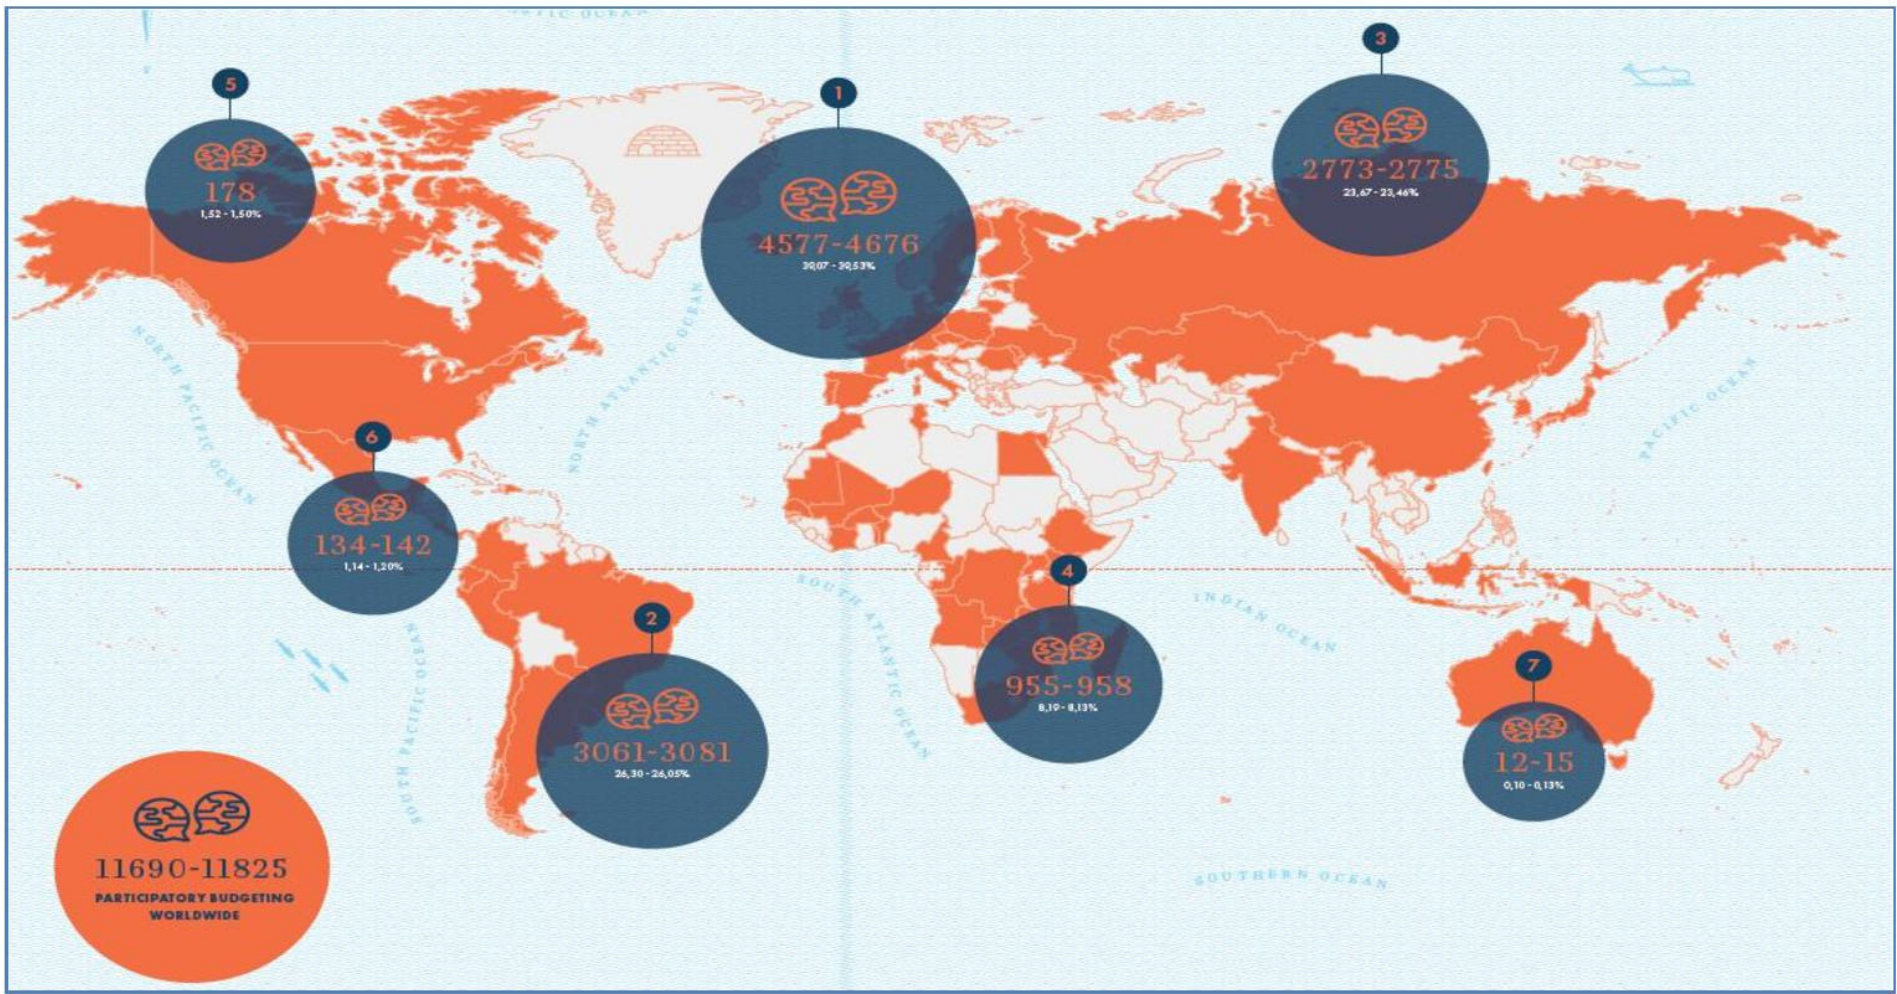 ARCTIC OCEAN
5
178
1,52 - 1,50%
1
4577-4676
39,07 - 39,53%
3
2773-2775
23,67 - 23,46%
NORTH PACIFIC OCEAN
NORTH ATLANTIC OCEAN
PACIFIC OCEAN
6
134-142
1,14 - 1,20%
2
3061-3081
26,30 - 26,05%
SOUTH PACIFIC OCEAN
SOUTH ATLANTIC OCEAN
4
955-958
8,19 - 8,13%
INDIAN OCEAN
7
12-15
0,10 - 0,13%
SOUTHERN OCEAN
11690-11825
PARTICIPATORY BUDGETING
WORLDWIDE